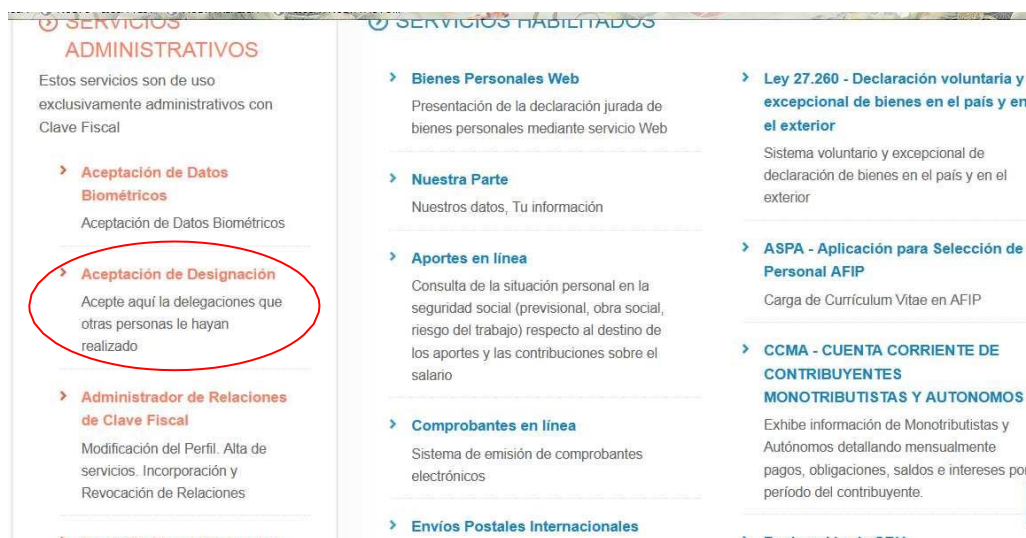 SERVICIOS
ADMINISTRATIVOS
Estos servicios son de uso
exclusivamente administrativos con
Clave Fiscal
Aceptación de Datos
Biométricos
Aceptación de Datos Biométricos
Aceptación de Designación
Acepte aquí la delegaciones que
otras personas le hayan
realizado
Administrador de Relaciones
de Clave Fiscal
Modificación del Perfil. Alta de
servicios. Incorporación y
Revocación de Relaciones
SERVICIOS HABILITADOS
Bienes Personales Web
Presentación de la declaración jurada de
bienes personales mediante servicio Web
Nuestra Parte
Nuestros datos, Tu información
Aportes en línea
Consulta de la situación personal en la
seguridad social (previsional, obra social,
riesgo del trabajo) respecto al destino de
los aportes y las contribuciones sobre el
salario
Comprobantes en línea
Sistema de emisión de comprobantes
electrónicos
Envíos Postales Internacionales
Ley 27.260 - Declaración voluntaria y
excepcional de bienes en el país y en
el exterior
Sistema voluntario y excepcional de
declaración de bienes en el país y en el
exterior
ASPA - Aplicación para Selección de
Personal AFIP
Carga de Currículum Vitae en AFIP
CCMA - CUENTA CORRIENTE DE
CONTRIBUYENTES
MONOTRIBUTISTAS Y AUTONOMOS
Exhibe información de Monotributistas y
Autónomos detallando mensualmente
pagos, obligaciones, saldos e intereses por
período del contribuyente.